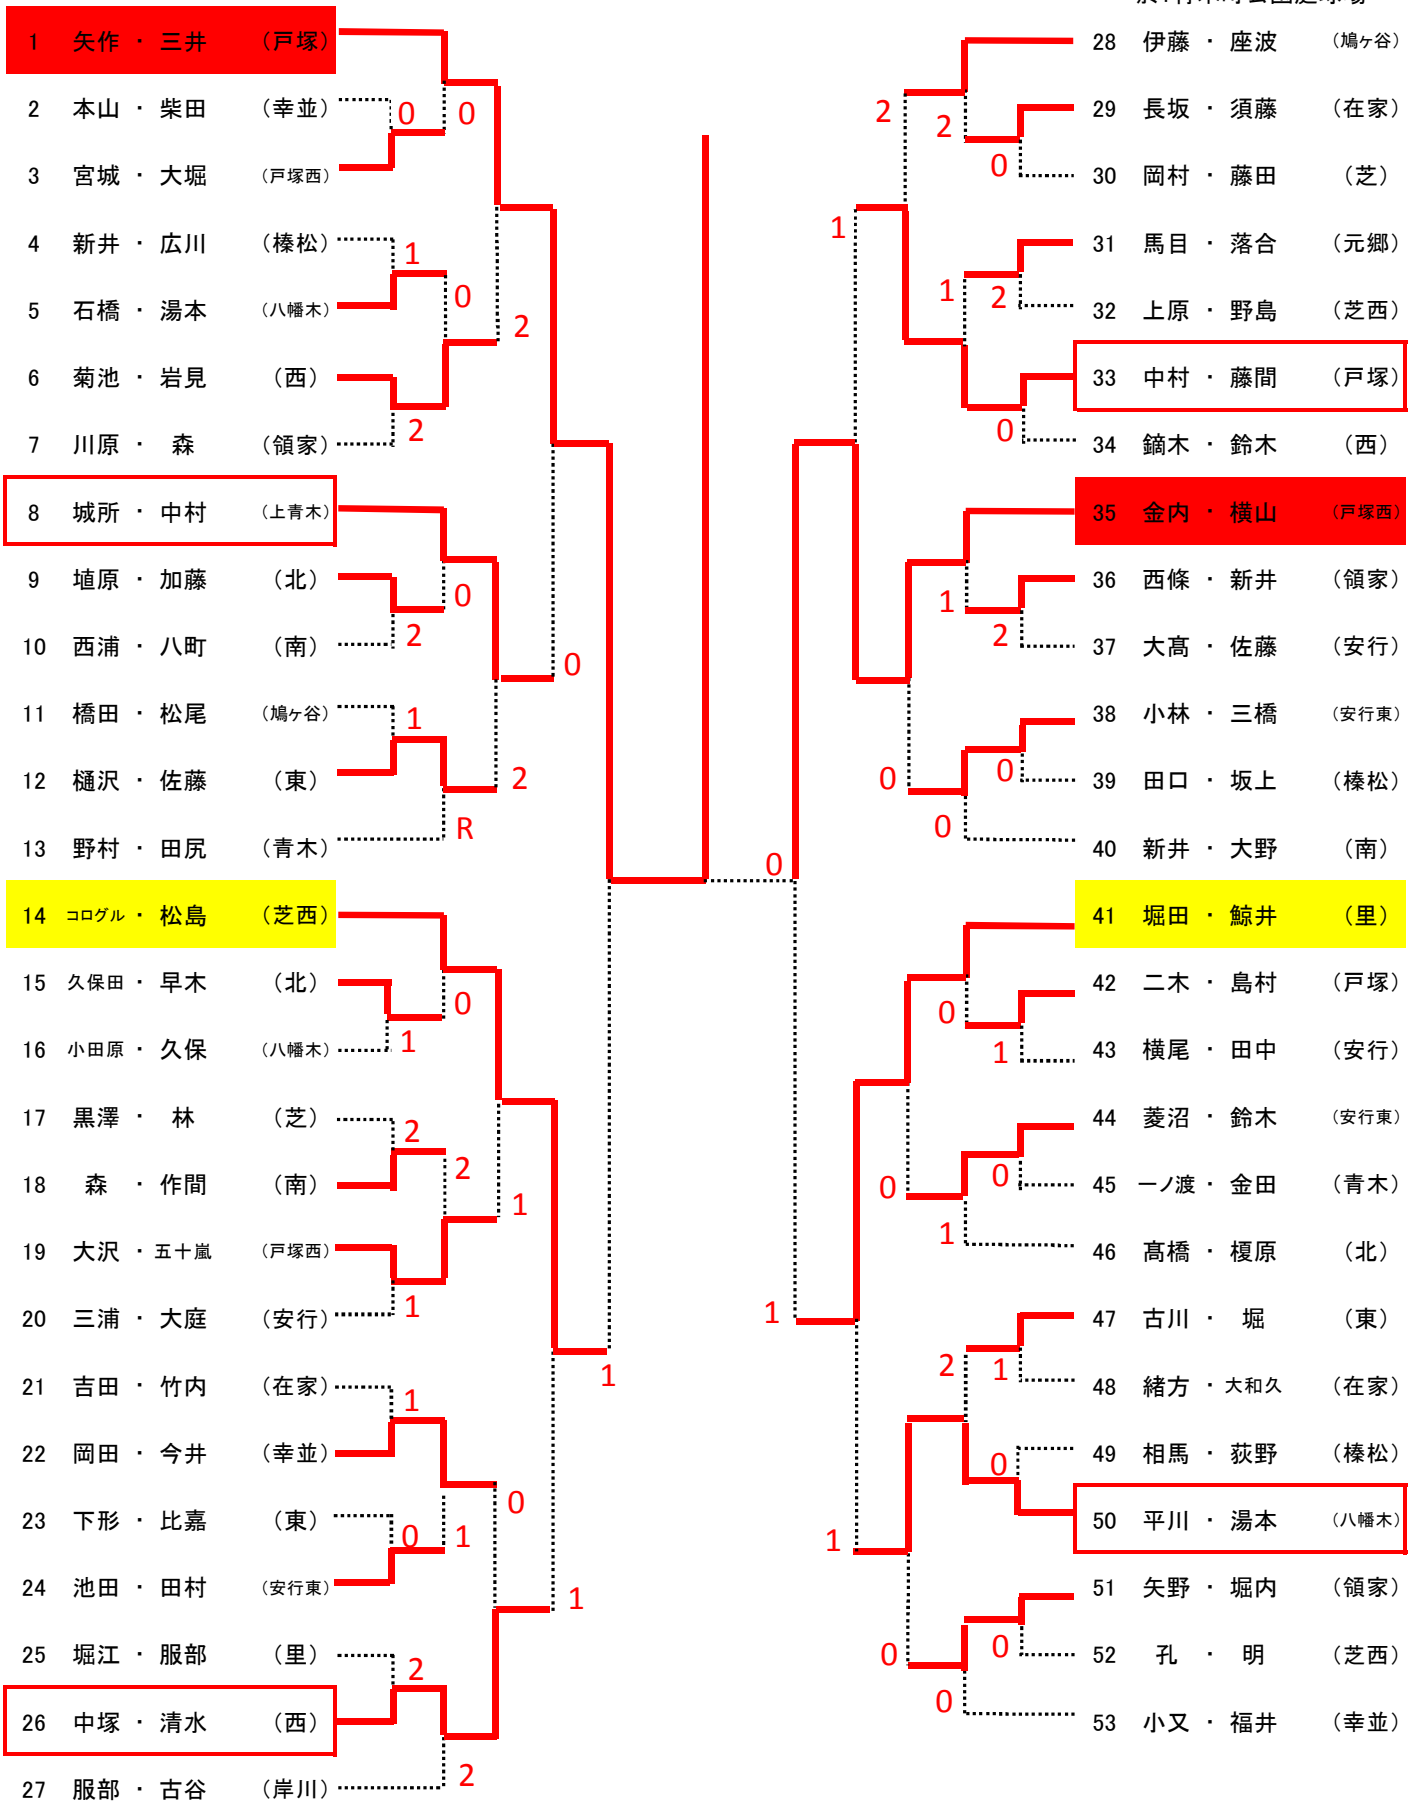 1 矢作 ・ 三井 (戸塚)
2 本山 ・ 柴田 (幸並)
3 宮城 ・ 大堀 (戸塚西)
4 新井 ・ 広川 (榛松)
5 石橋 ・ 湯本 (八幡木)
6 菊池 ・ 岩見 (西)
7 川原 ・ 森 (領家)
8 城所 ・ 中村 (上青木)
9 埴原 ・ 加藤 (北)
10 西浦 ・ 八町 (南)
11 橋田 ・ 松尾 (鳩ヶ谷)
12 樋沢 ・ 佐藤 (東)
13 野村 ・ 田尻 (青木)
14 コログル ・ 松島 (芝西)
15 久保田 ・ 早木 (北)
16 小田原 ・ 久保 (八幡木)
17 黒澤 ・ 林 (芝)
18 森 ・ 作間 (南)
19 大沢 ・ 五十嵐 (戸塚西)
20 三浦 ・ 大庭 (安行)
21 吉田 ・ 竹内 (在家)
22 岡田 ・ 今井 (幸並)
23 下形 ・ 比嘉 (東)
24 池田 ・ 田村 (安行東)
25 堀江 ・ 服部 (里)
26 中塚 ・ 清水 (西)
27 服部 ・ 古谷 (岸川)
0
0
1
0
2
2
0
2
0
1
2
R
0
1
2
2
1
1
1
1
0
0
1
1
2
2
0
28 伊藤 ・ 座波 (鳩ヶ谷)
29 長坂 ・ 須藤 (在家)
30 岡村 ・ 藤田 (芝)
31 馬目 ・ 落合 (元郷)
32 上原 ・ 野島 (芝西)
33 中村 ・ 藤間 (戸塚)
34 鏑木 ・ 鈴木 (西)
35 金内 ・ 横山 (戸塚西)
36 西條 ・ 新井 (領家)
37 大髙 ・ 佐藤 (安行)
38 小林 ・ 三橋 (安行東)
39 田口 ・ 坂上 (榛松)
40 新井 ・ 大野 (南)
41 堀田 ・ 鯨井 (里)
42 二木 ・ 島村 (戸塚)
43 横尾 ・ 田中 (安行)
44 菱沼 ・ 鈴木 (安行東)
45 一ノ渡 ・ 金田 (青木)
46 髙橋 ・ 榎原 (北)
47 古川 ・ 堀 (東)
48 緒方 ・ 大和久 (在家)
49 相馬 ・ 荻野 (榛松)
50 平川 ・ 湯本 (八幡木)
51 矢野 ・ 堀内 (領家)
52 孔 ・ 明 (芝西)
53 小又 ・ 福井 (幸並)
2
2
0
1
1
2
0
1
2
0
0
0
0
1
0
0
1
1
2
1
0
1
0
0
0